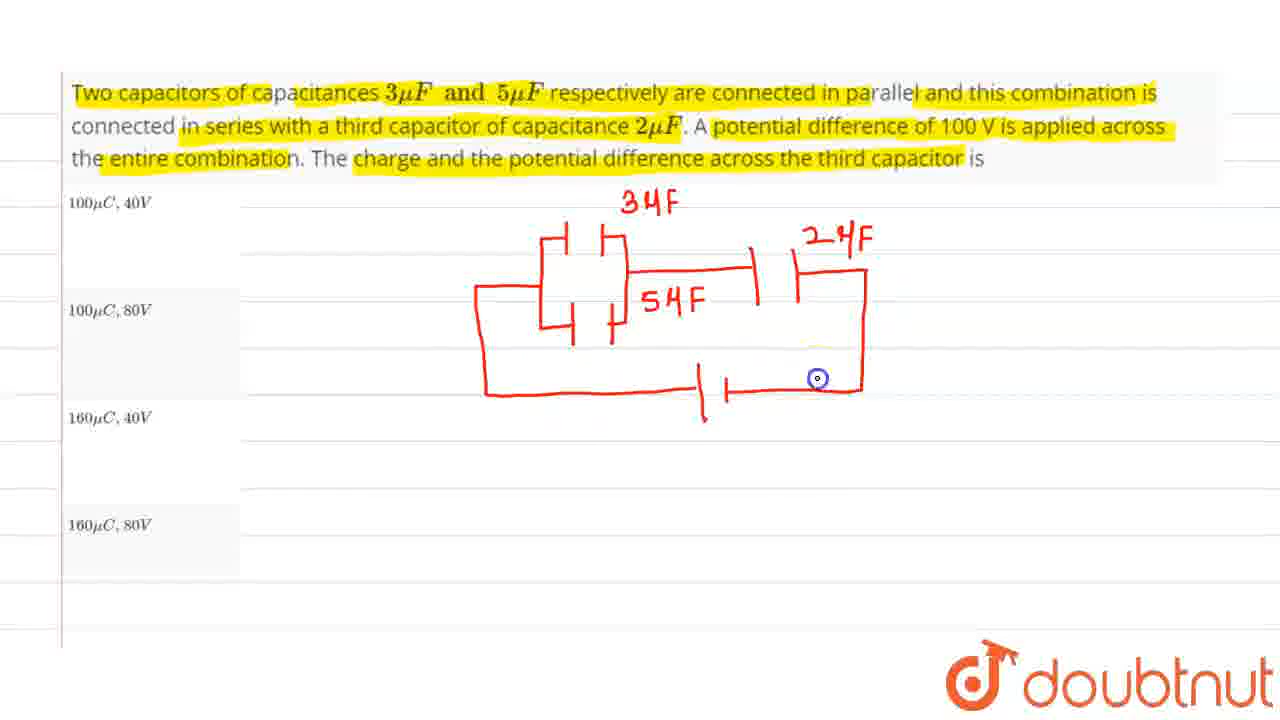 Two capacitors of capacitances 3μF and 5μF respectively are connected in parallel and this combination is
connected in series with a third capacitor of capacitance 2μF. A potential difference of 100 V is applied across
the entire combination. The charge and the potential difference across the third capacitor is
100μC, 40V
3μF
2μF
5μF
100μC, 80V
160μC, 40V
160μC, 80V
doubtnut